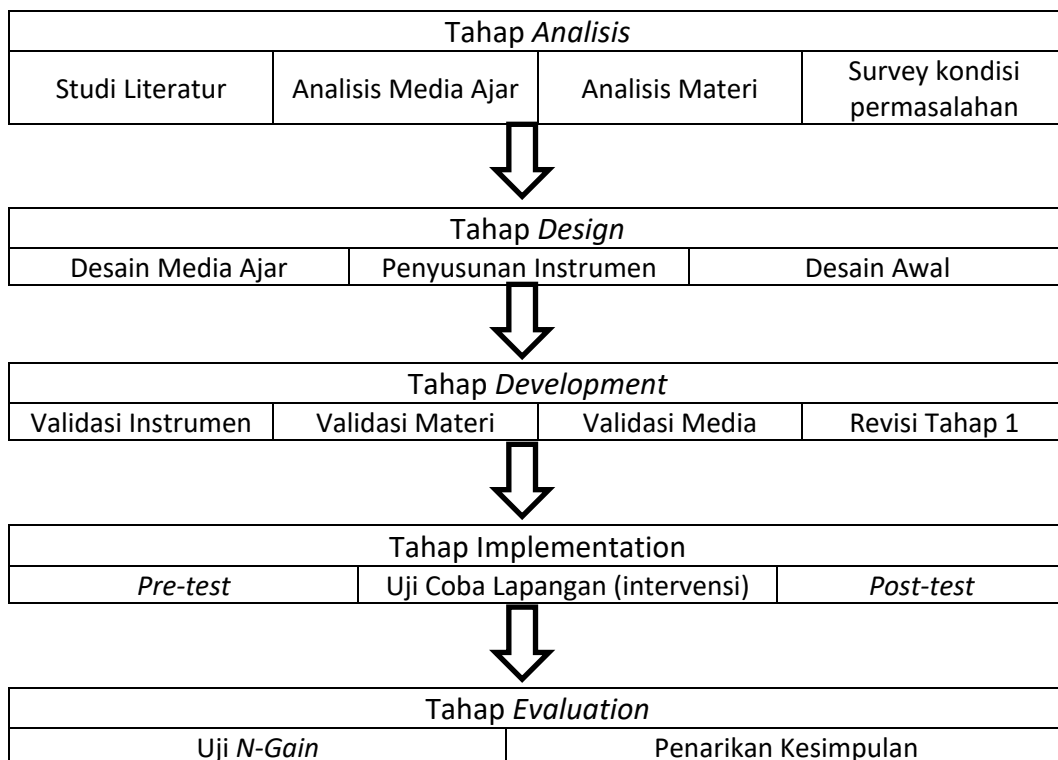 Tahap Analisis
Studi Literatur
Analisis Media Ajar
Analisis Materi
Survey kondisi
permasalahan
Tahap Design
Desain Media Ajar
Penyusunan Instrumen
Desain Awal
Tahap Development
Validasi Instrumen
Validasi Materi
Validasi Media
Revisi Tahap 1
Tahap Implementation
Pre-test
Uji Coba Lapangan (intervensi)
Post-test
Tahap Evaluation
Uji N-Gain
Penarikan Kesimpulan